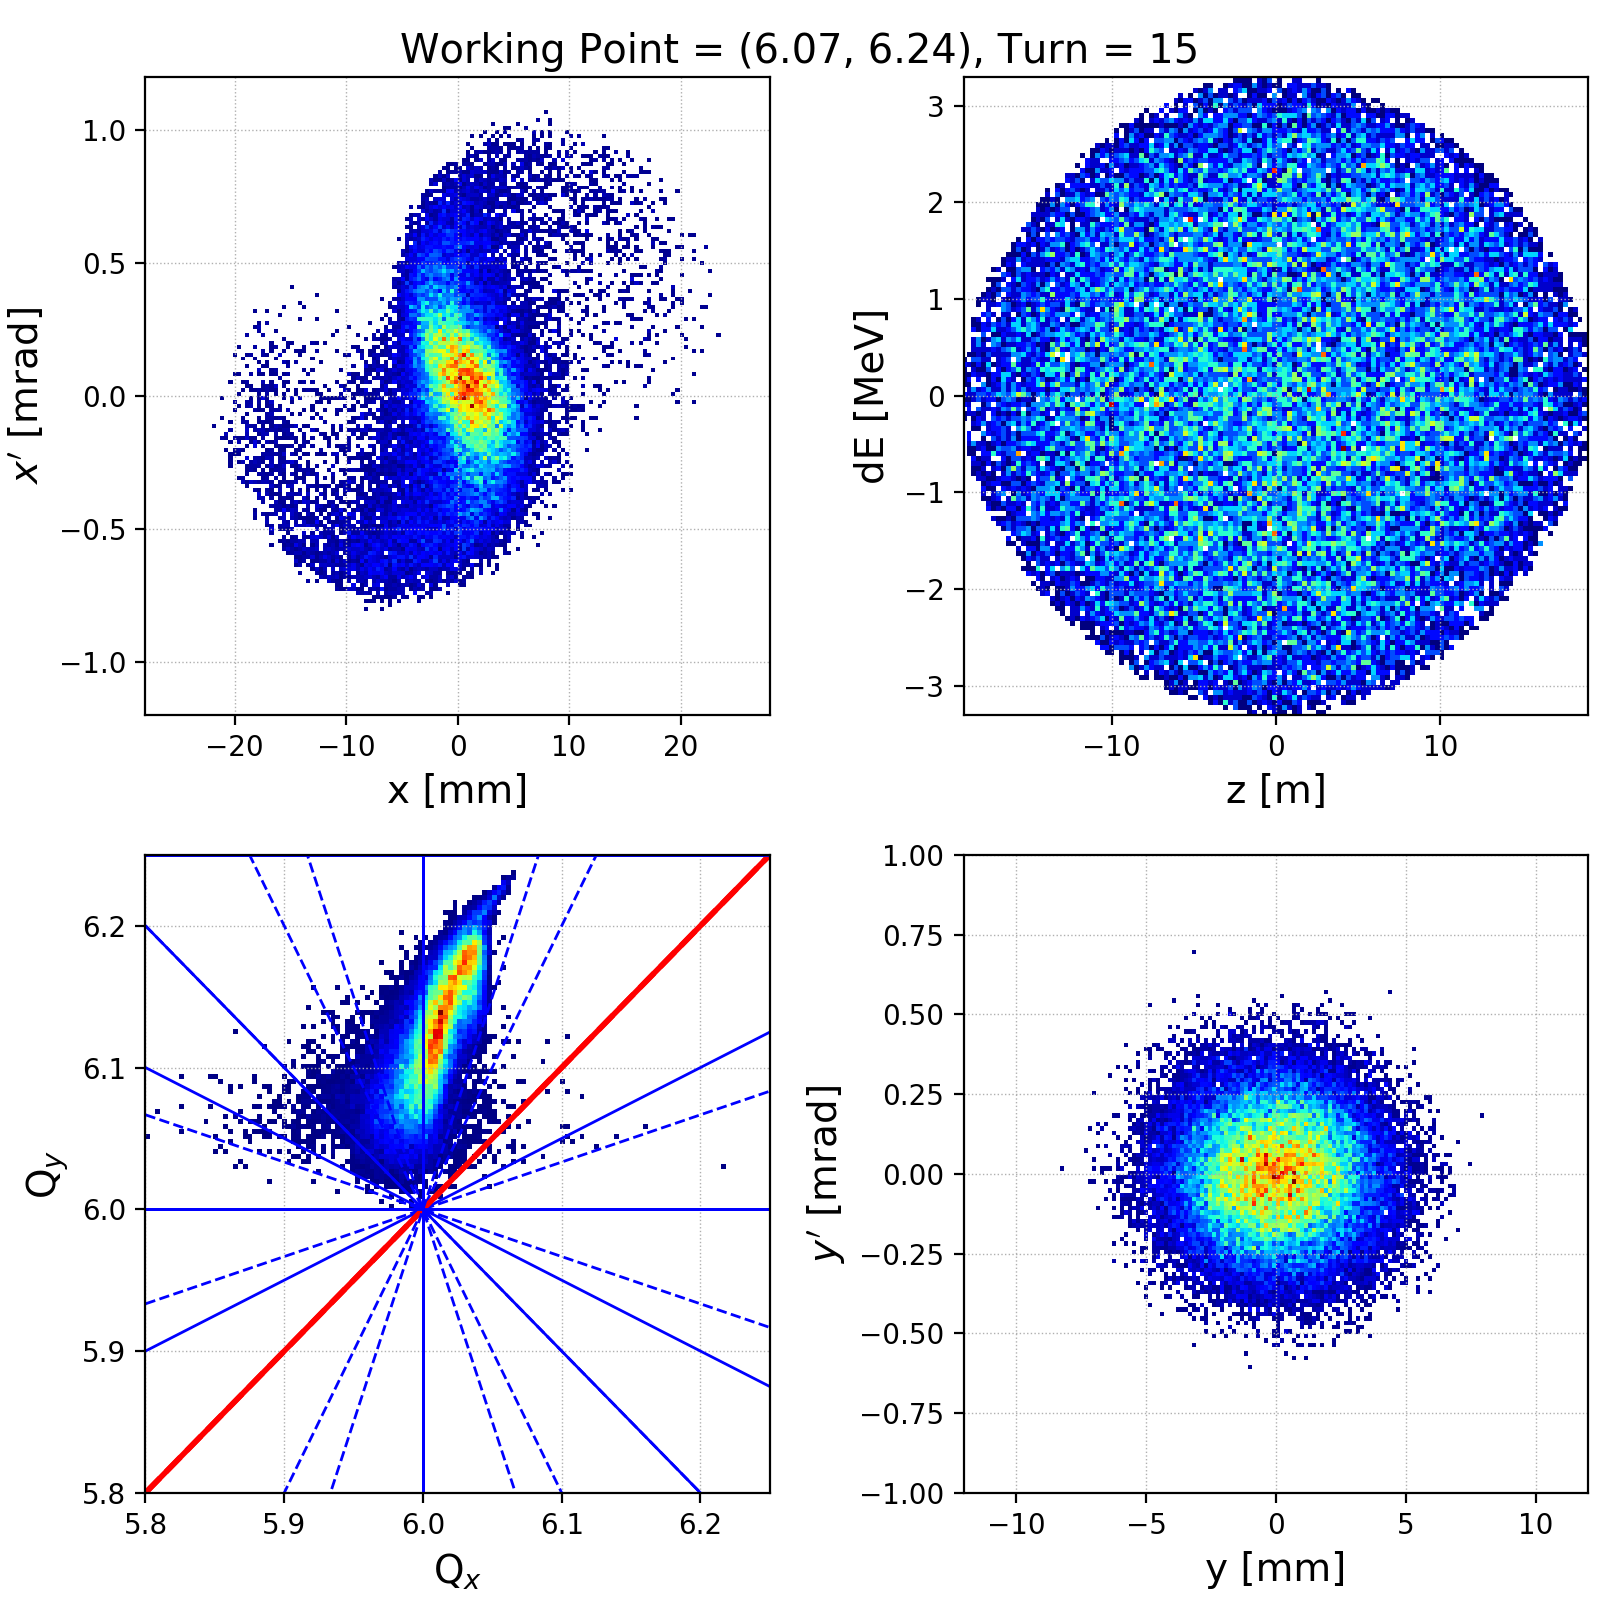 Working Point = (6.07, 6.24), Turn = 15
1.0
0.5
0.0
−0.5
−1.0
x′ [mrad]
−20 −10 0 10 20
x [mm]
3
2
1
0
−1
−2
−3
dE [MeV]
−10 0 10
z [m]
6.2
6.1
6.0
5.9
5.8
Qy
5.8 5.9 6.0 6.1 6.2
Qx
1.00
0.75
0.50
0.25
0.00
−0.25
−0.50
−0.75
−1.00
y′ [mrad]
−10 −5 0 5 10
y [mm]